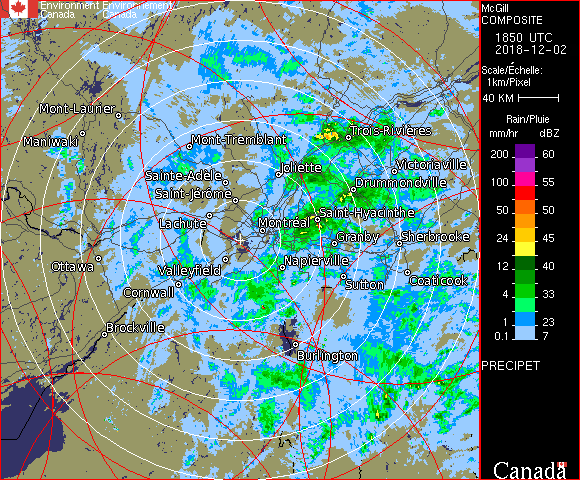 Environment Environnement
Canada Canada
McGill
COMPOSITE
1850 UTC
2018-12-02
Scale/Échelle:
1km/Pixel
40 KM
Rain/Pluie
mm/hr dBZ
200 60
100 55
50 50
24 45
12 40
4 33
1 23
0.1 7
PRECIPET
Canada
Mont-Laurier
Maniwaki
Mont-Tremblant
Trois-Rivières
Joliette
Victoriaville
Sainte-Adèle
Drummondville
Saint-Jérôme
Saint-Hyacinthe
Lachute
Montréal
Granby
Sherbrooke
Ottawa
Valleyfield
Napierville
Coaticook
Sutton
Cornwall
Brockville
Burlington